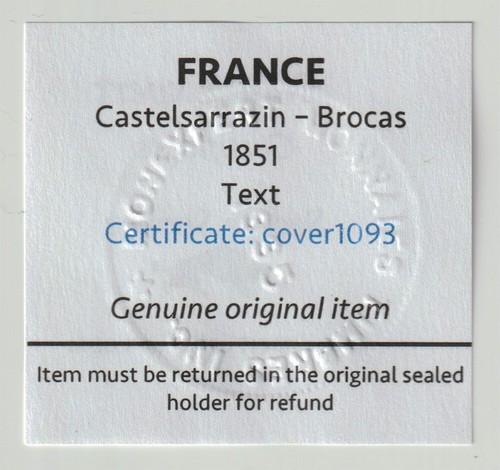 FRANCE
Castelsarrazin – Brocas
1851
Text
Certificate: cover1093
Genuine original item
Item must be returned in the original sealed
holder for refund